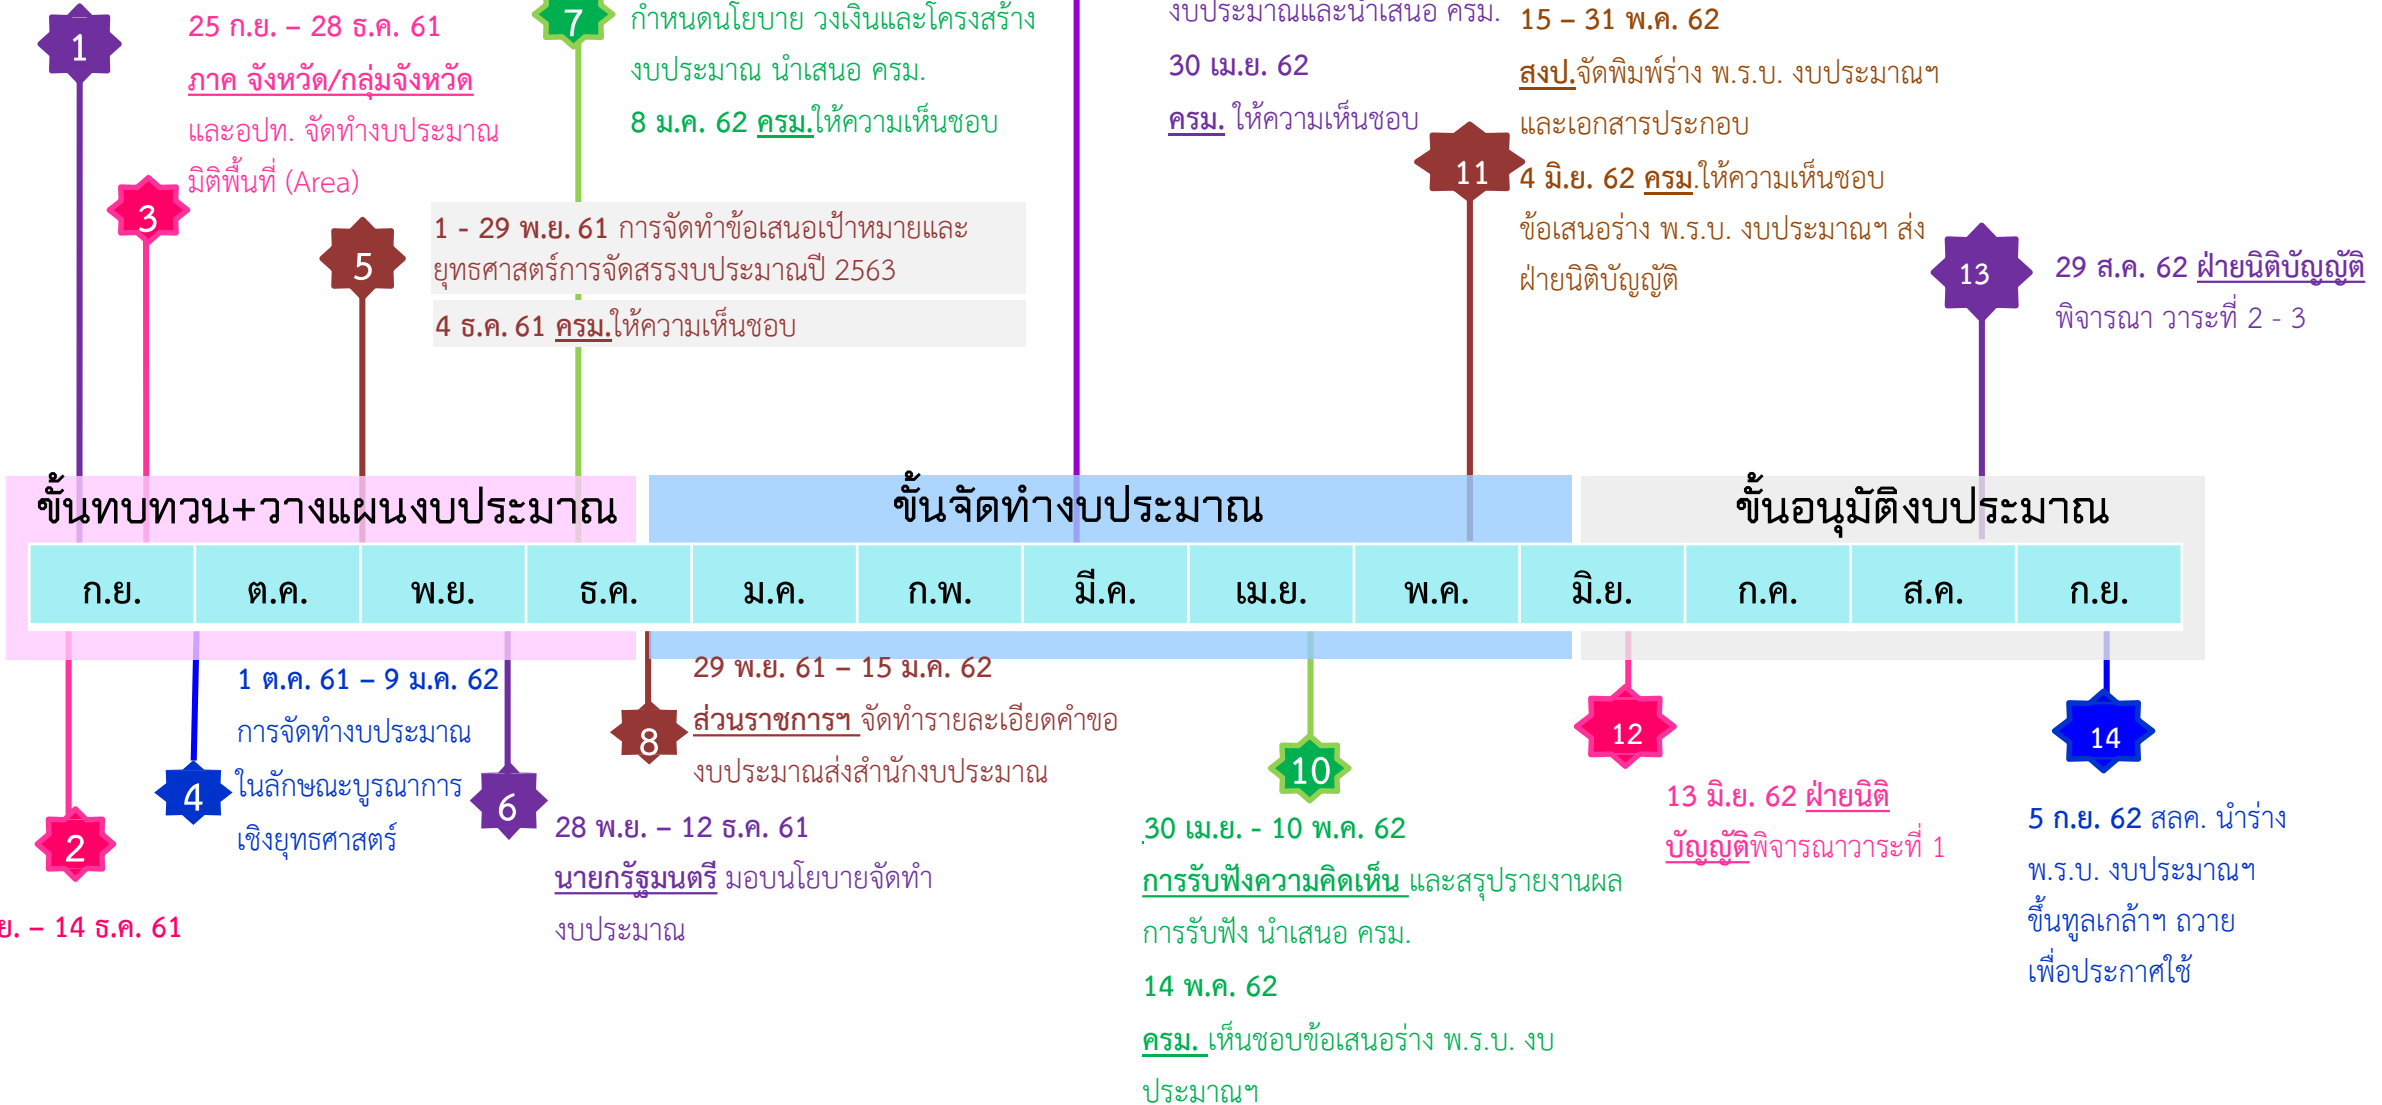 1
25 ก.ย. – 28 ธ.ค. 61
ภาค จังหวัด/กลุ่มจังหวัด
และอปท. จัดทำงบประมาณ
มิติพื้นที่ (Area)
3
7
กำหนดนโยบาย วงเงินและโครงสร้าง
งบประมาณ นำเสนอ ครม.
8 ม.ค. 62 ครม.ให้ความเห็นชอบ
5
1 - 29 พ.ย. 61 การจัดทำข้อเสนอเป้าหมายและ
ยุทธศาสตร์การจัดสรรงบประมาณปี 2563
4 ธ.ค. 61 ครม.ให้ความเห็นชอบ
งบประมาณและนำเสนอ ครม.
30 เม.ย. 62
ครม. ให้ความเห็นชอบ
11
15 – 31 พ.ค. 62
สงป.จัดพิมพ์ร่าง พ.ร.บ. งบประมาณฯ
และเอกสารประกอบ
4 มิ.ย. 62 ครม.ให้ความเห็นชอบ
ข้อเสนอร่าง พ.ร.บ. งบประมาณฯ ส่ง
ฝ่ายนิติบัญญัติ
13
29 ส.ค. 62 ฝ่ายนิติบัญญัติ
พิจารณา วาระที่ 2 - 3
ขั้นทบทวน+วางแผนงบประมาณ
ขั้นจัดทำงบประมาณ
ขั้นอนุมัติงบประมาณ
ก.ย. ต.ค. พ.ย. ธ.ค. ม.ค. ก.พ. มี.ค. เม.ย. พ.ค. มิ.ย. ก.ค. ส.ค. ก.ย.
2
ย. – 14 ธ.ค. 61
4
1 ต.ค. 61 – 9 ม.ค. 62
การจัดทำงบประมาณ
ในลักษณะบูรณาการ
เชิงยุทธศาสตร์
6
28 พ.ย. – 12 ธ.ค. 61
นายกรัฐมนตรี มอบนโยบายจัดทำ
งบประมาณ
8
29 พ.ย. 61 – 15 ม.ค. 62
ส่วนราชการฯ จัดทำรายละเอียดคำขอ
งบประมาณส่งสำนักงบประมาณ
10
30 เม.ย. - 10 พ.ค. 62
การรับฟังความคิดเห็น และสรุปรายงานผล
การรับฟัง นำเสนอ ครม.
14 พ.ค. 62
ครม. เห็นชอบข้อเสนอร่าง พ.ร.บ. งบ
ประมาณฯ
12
13 มิ.ย. 62 ฝ่ายนิติ
บัญญัติพิจารณาวาระที่ 1
14
5 ก.ย. 62 สลค. นำร่าง
พ.ร.บ. งบประมาณฯ
ขึ้นทูลเกล้าฯ ถวาย
เพื่อประกาศใช้